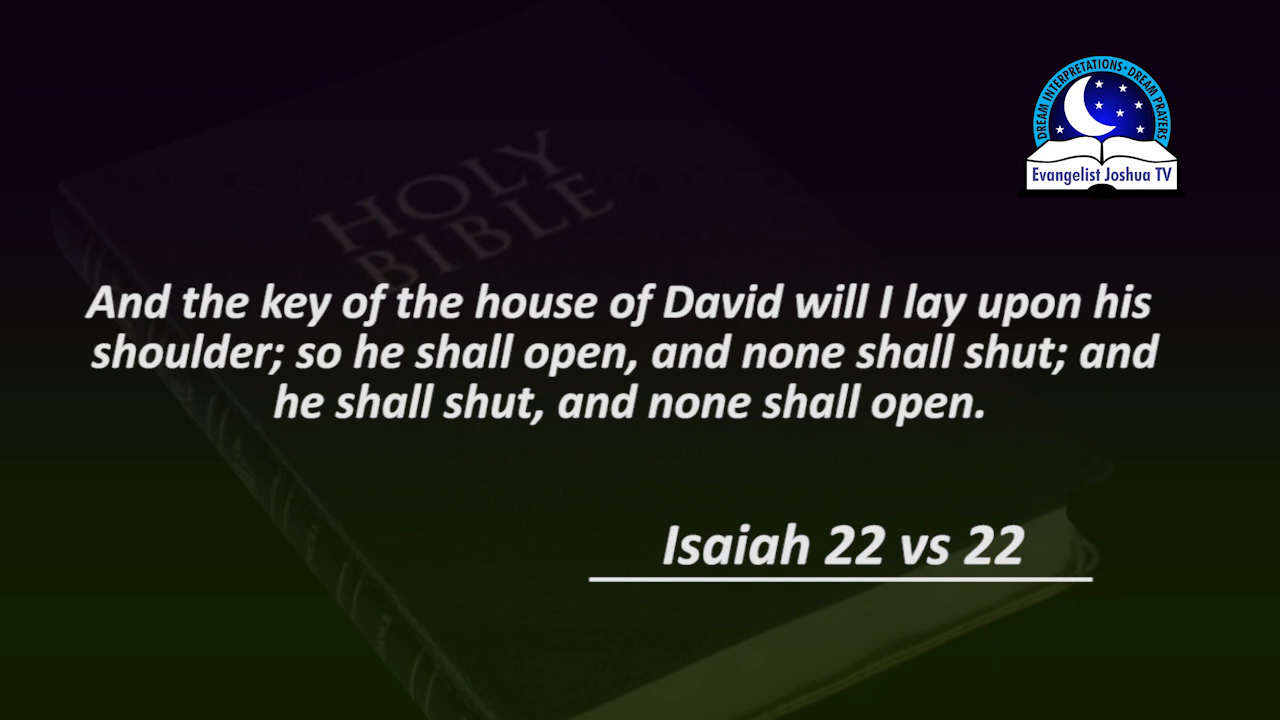 DREAM INTERPRETATIONS · DREAM PRAYERS
Evangelist Joshua TV
HOLY
BIBLE
And the key of the house of David will I lay upon his
shoulder; so he shall open, and none shall shut; and
he shall shut, and none shall open.
Isaiah 22 vs 22